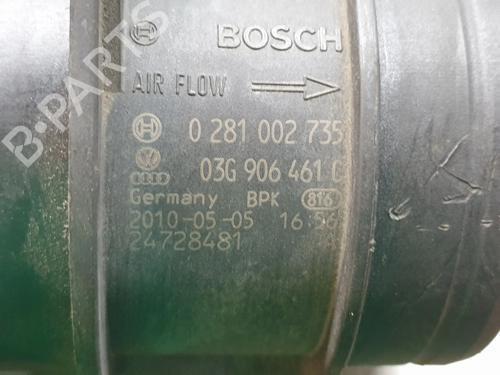 BOSCH
AIR FLOW
0 281 002 735
03G 906 461 C
Germany BPK 816
2010-05-05 16:56
24728481 A
B-PARTS